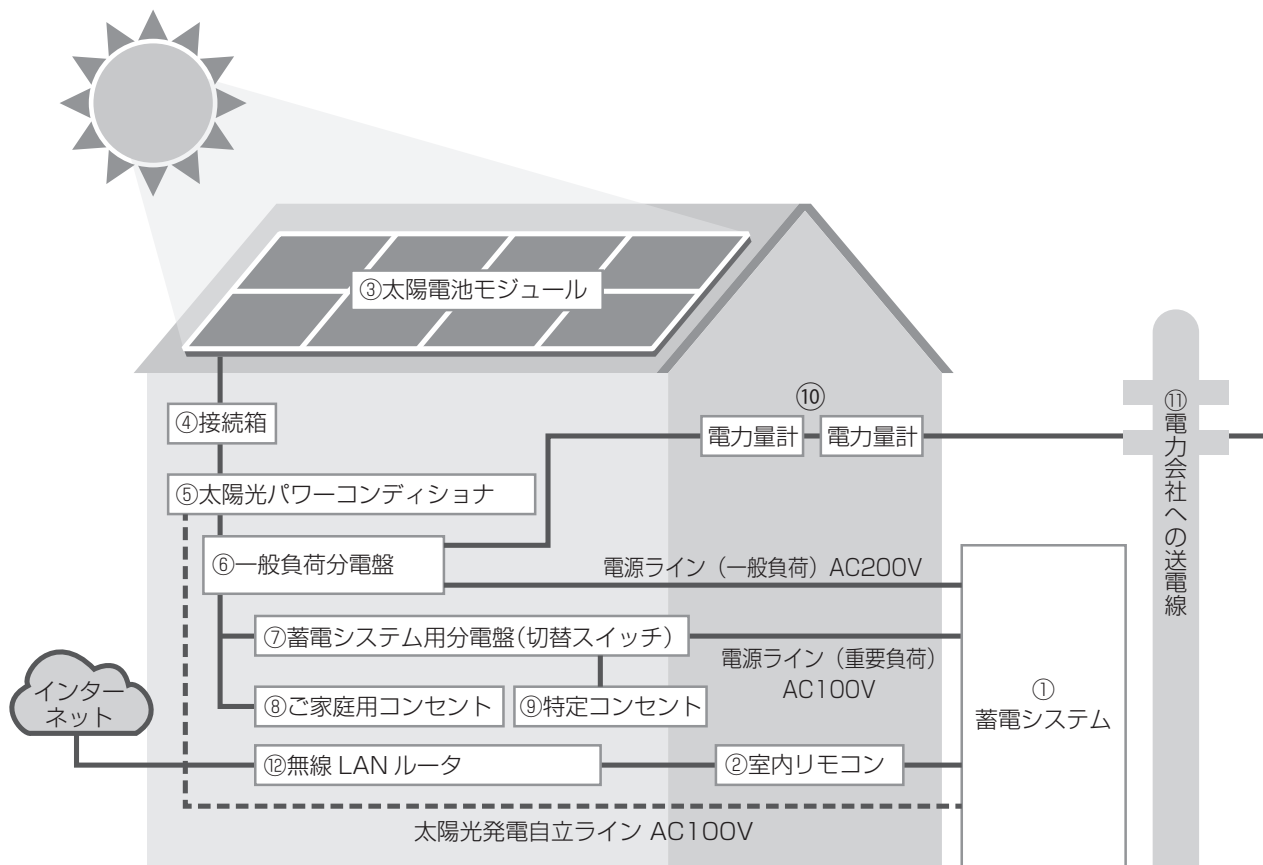 ③太陽電池モジュール
⑩
④接続箱
電力量計
電力量計
⑪電力会社への送電線
⑤太陽光パワーコンディショナ
⑥一般負荷分電盤
電源ライン（一般負荷）AC200V
⑦蓄電システム用分電盤(切替スイッチ)
電源ライン（重要負荷）
AC100V
①
蓄電システム
インター
ネット
⑧ご家庭用コンセント
⑨特定コンセント
⑫無線 LAN ルータ
②室内リモコン
太陽光発電自立ライン AC100V